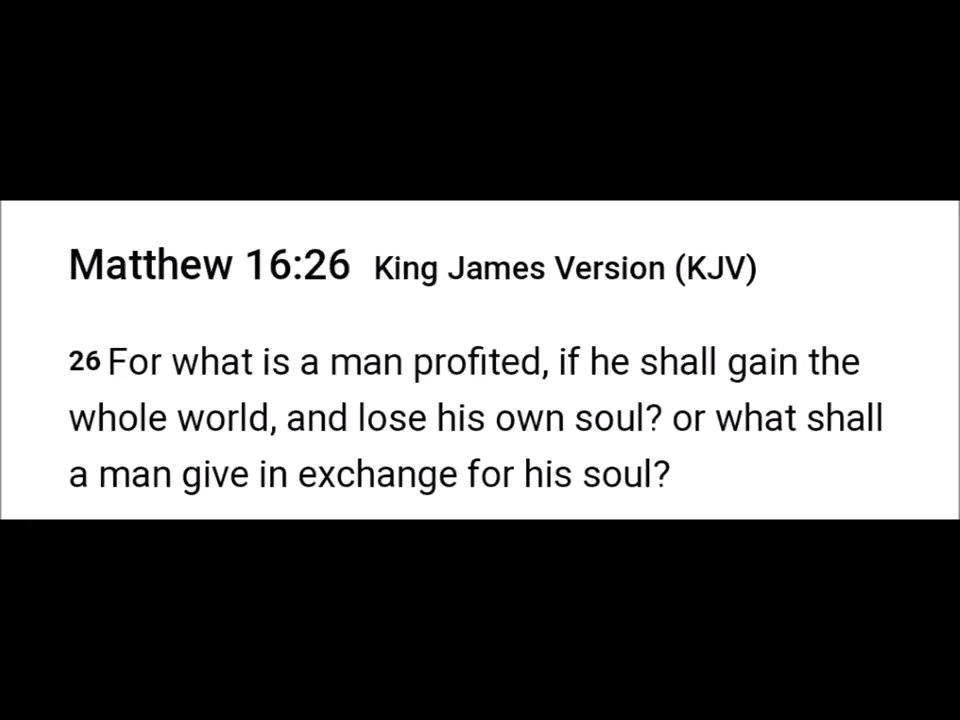 Matthew 16:26 King James Version (KJV)
26 For what is a man profited, if he shall gain the
whole world, and lose his own soul? or what shall
a man give in exchange for his soul?